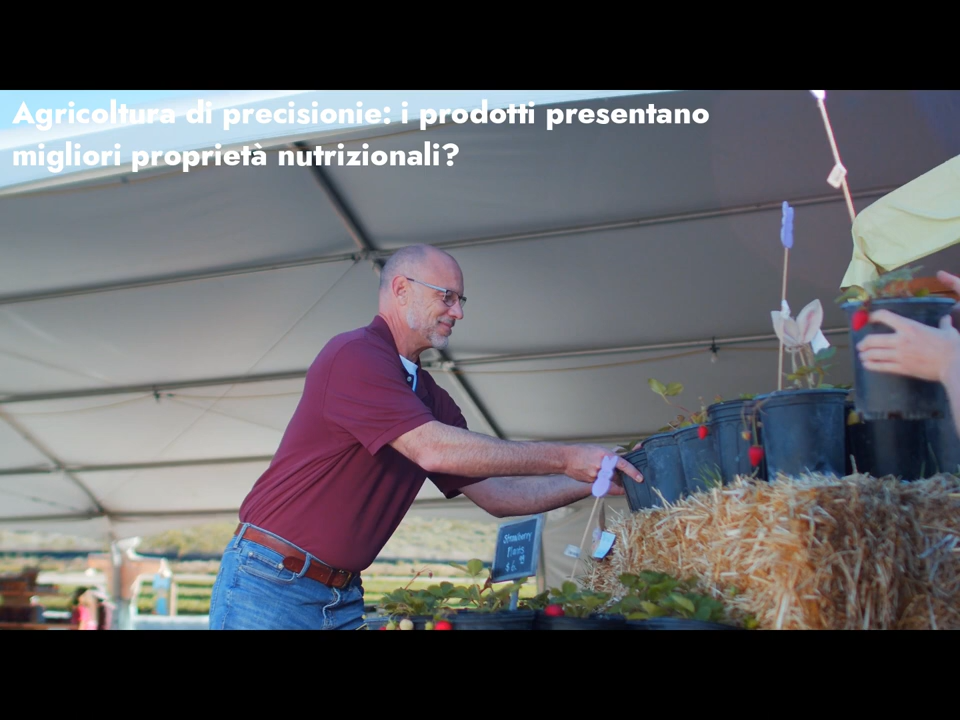 Agricoltura di precisionie: i prodotti presentano
migliori proprietà nutrizionali?
Strawberry
Plants